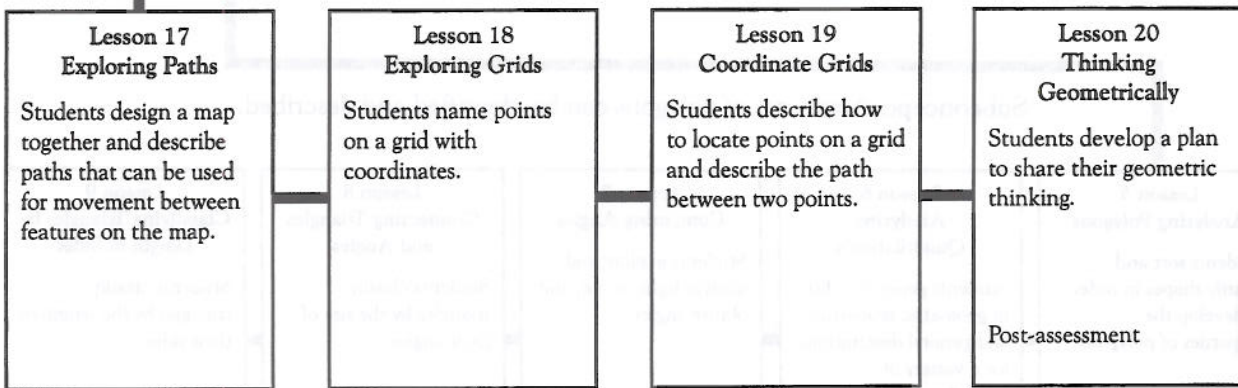 Lesson 17
Exploring Paths
Students design a map
together and describe
paths that can be used
for movement between
features on the map.
Lesson 18
Exploring Grids
Students name points
on a grid with
coordinates.
Lesson 19
Coordinate Grids
Students describe how
to locate points on a grid
and describe the path
between two points.
Lesson 20
Thinking
Geometrically
Students develop a plan
to share their geometric
thinking.
Post-assessment